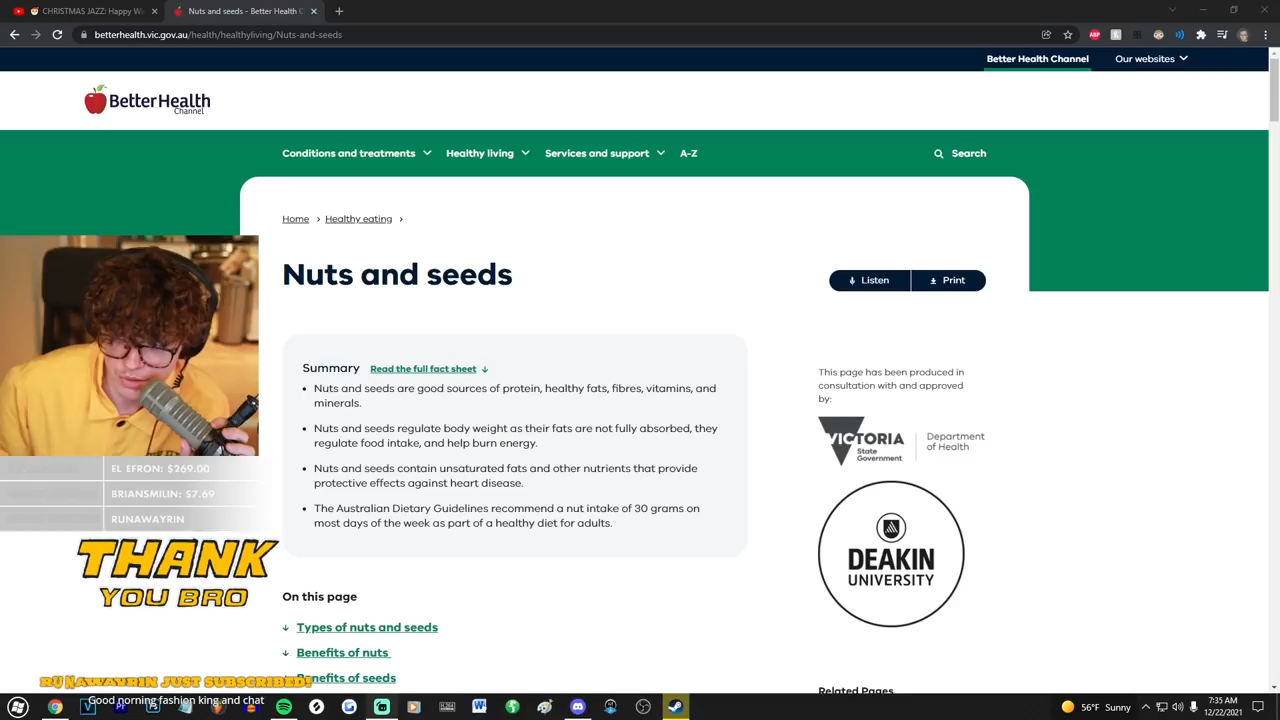 CHRISTMAS JAZZ: Happy w
Nuts and seeds - Better Health C
betterhealth.vic.gov.au/health/healthyliving/Nuts-and-seeds
Better Health Channel
Our websites
BetterHealth
Channel
Conditions and treatments
Healthy living
Services and support
A-Z
Search
Home › Healthy eating ›
Nuts and seeds
Listen
Print
Summary
Read the full fact sheet
Nuts and seeds are good sources of protein, healthy fats, fibres, vitamins, and
minerals.
Nuts and seeds regulate body weight as their fats are not fully absorbed, they
regulate food intake, and help burn energy.
Nuts and seeds contain unsaturated fats and other nutrients that provide
protective effects against heart disease.
The Australian Dietary Guidelines recommend a nut intake of 30 grams on
most days of the week as part of a healthy diet for adults.
This page has been produced in
consultation with and approved
by:
VICTORIA
State
Government
Department
of Health
DEAKIN
UNIVERSITY
EL EFRON: $269.00
BRIANSMILIN: $7.69
RUNAWAYRIN
THANK
YOU BRO
On this page
Types of nuts and seeds
Benefits of nuts
Benefits of seeds
Related Pages
RUNAWAYRIN JUST SUBSCRIBED!
Good morning fashion king and chat
56°F Sunny
7:35 AM
12/22/2021